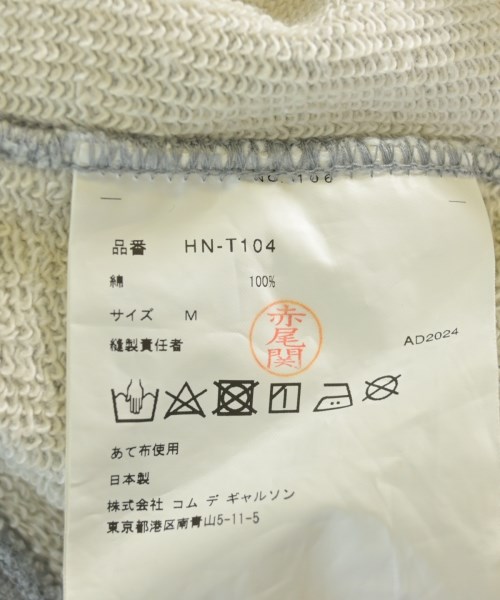 品番 HN-T104
綿 100%
サイズ M
縫製責任者
赤尾関
AD2024
あて布使用
日本製
株式会社 コム デ ギャルソン
東京都港区南青山5-11-5